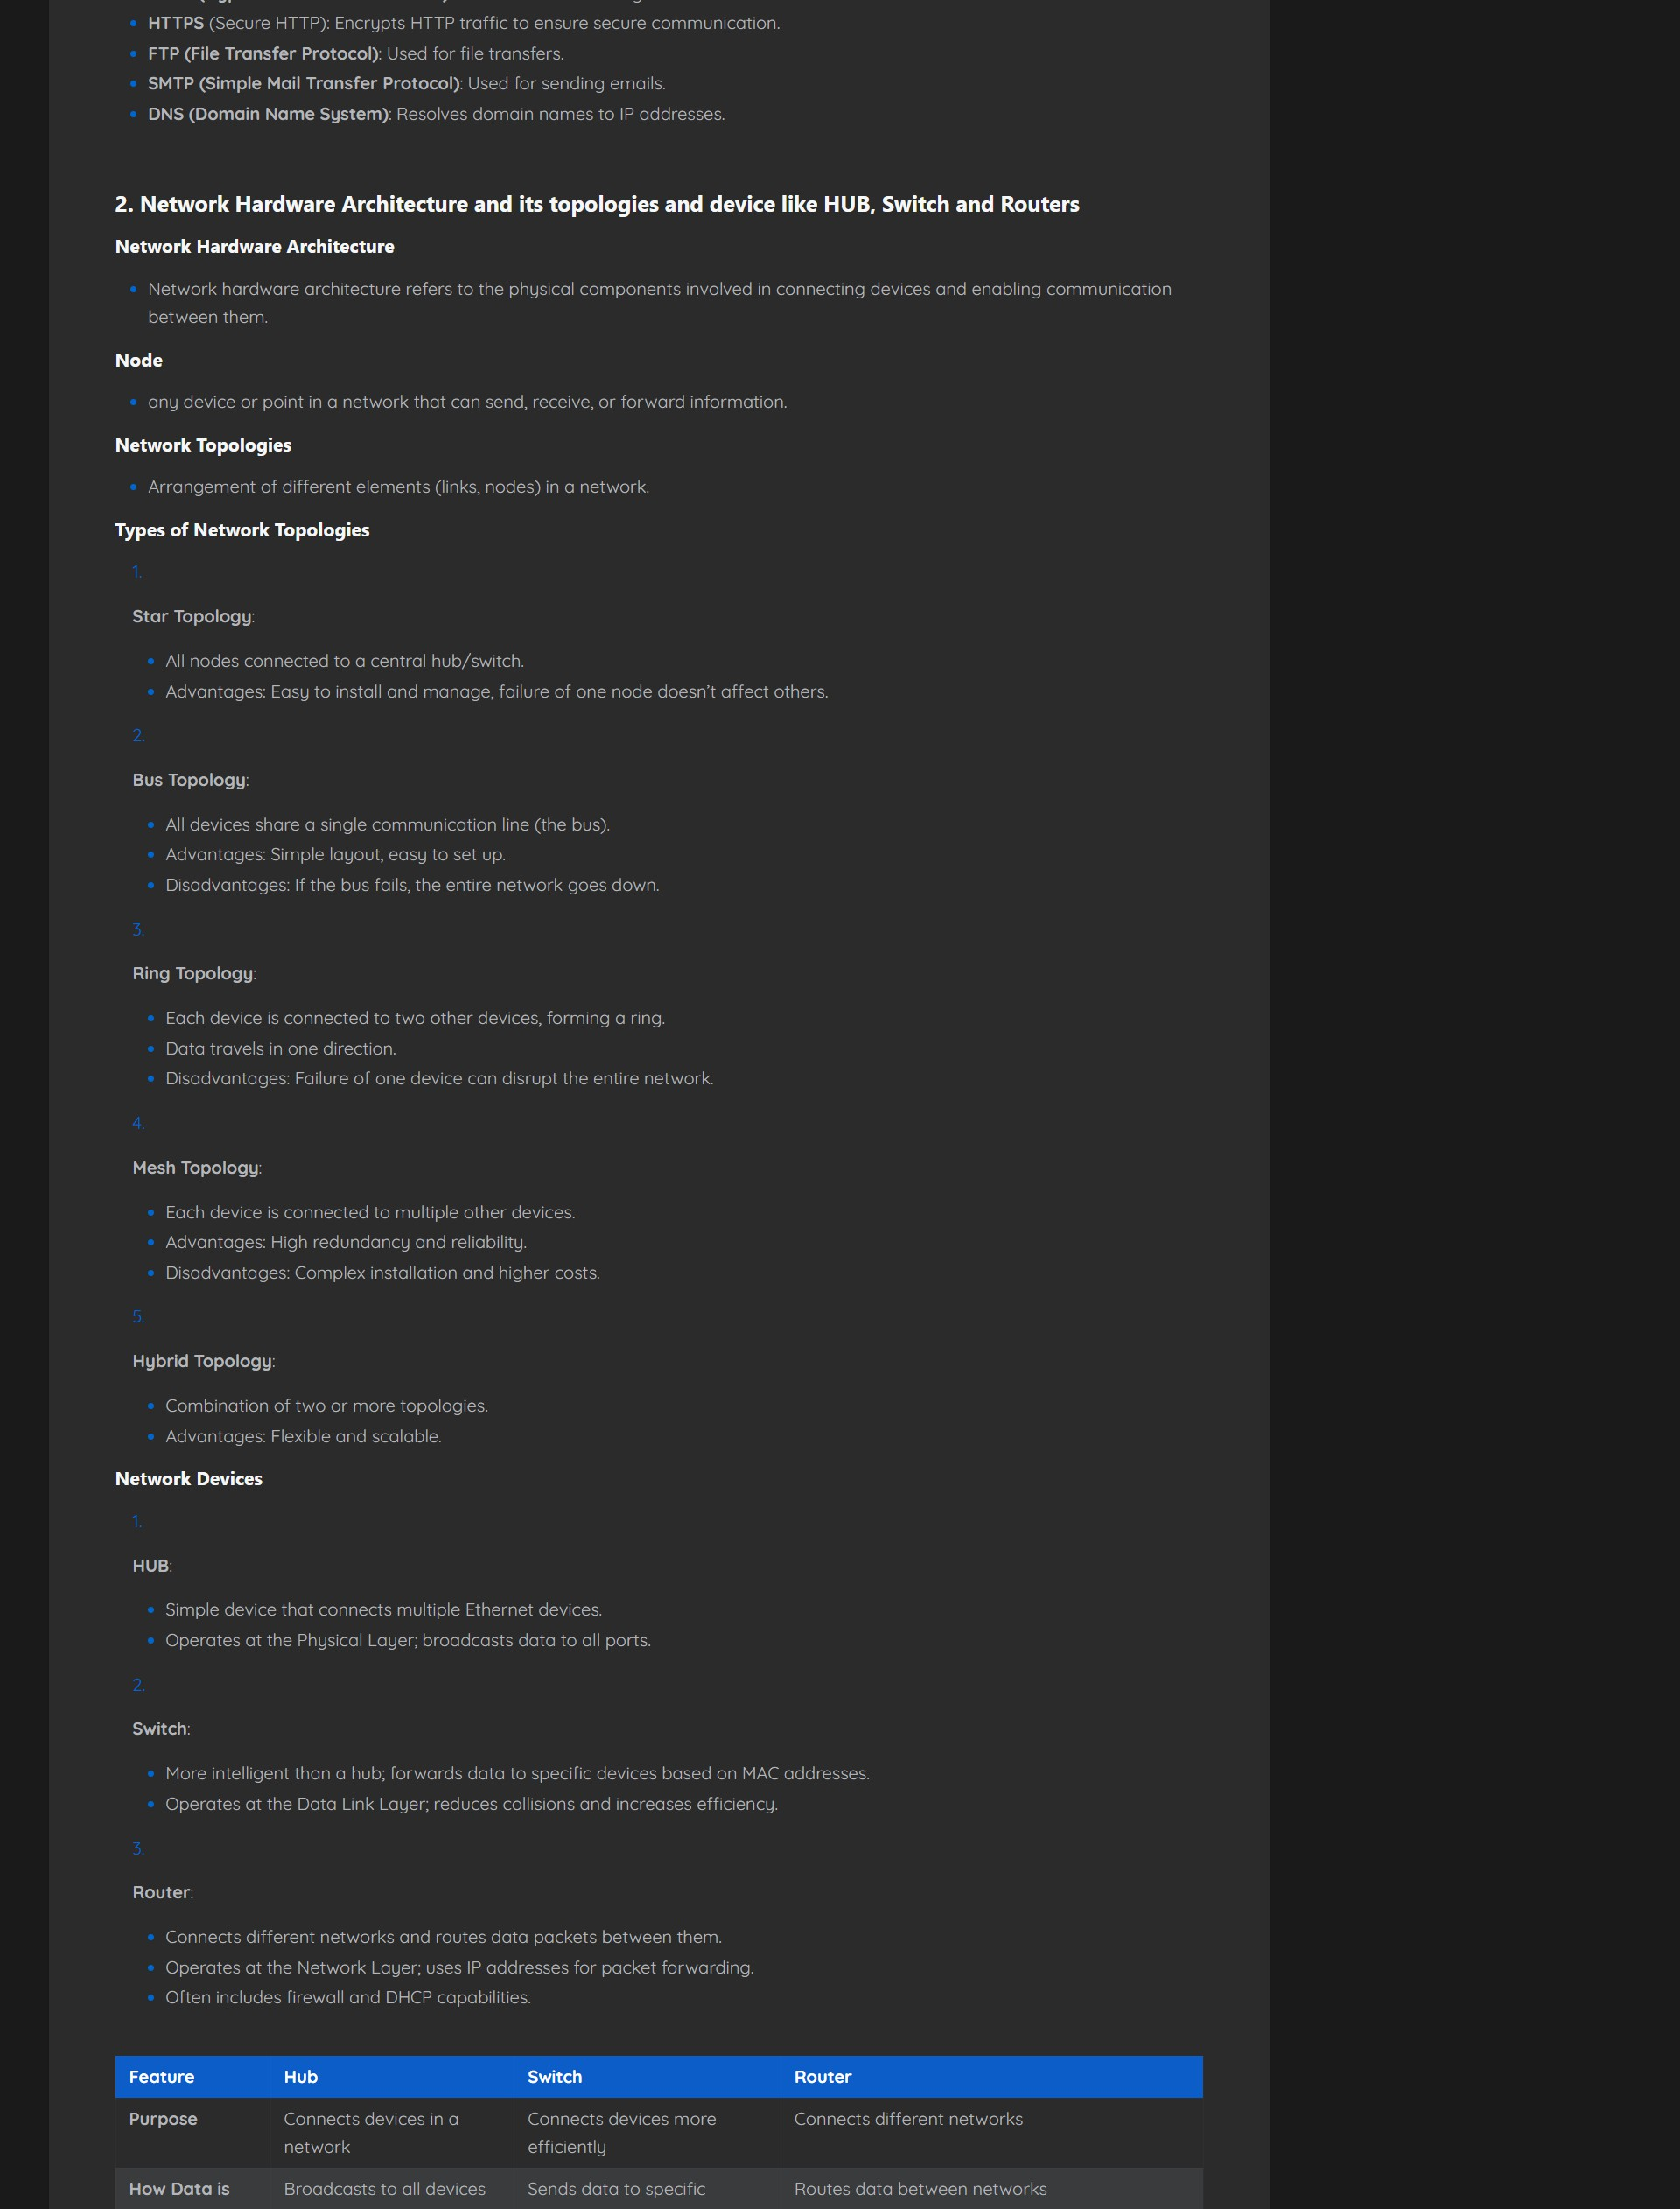 HTTPS (Secure HTTP): Encrypts HTTP traffic to ensure secure communication.
FTP (File Transfer Protocol): Used for file transfers.
SMTP (Simple Mail Transfer Protocol): Used for sending emails.
DNS (Domain Name System): Resolves domain names to IP addresses.
2. Network Hardware Architecture and its topologies and device like HUB, Switch and Routers
Network Hardware Architecture
Network hardware architecture refers to the physical components involved in connecting devices and enabling communication
between them.
Node
any device or point in a network that can send, receive, or forward information.
Network Topologies
Arrangement of different elements (links, nodes) in a network.
Types of Network Topologies
1.
Star Topology:
All nodes connected to a central hub/switch.
Advantages: Easy to install and manage, failure of one node doesn’t affect others.
2.
Bus Topology:
All devices share a single communication line (the bus).
Advantages: Simple layout, easy to set up.
Disadvantages: If the bus fails, the entire network goes down.
3.
Ring Topology:
Each device is connected to two other devices, forming a ring.
Data travels in one direction.
Disadvantages: Failure of one device can disrupt the entire network.
4.
Mesh Topology:
Each device is connected to multiple other devices.
Advantages: High redundancy and reliability.
Disadvantages: Complex installation and higher costs.
5.
Hybrid Topology:
Combination of two or more topologies.
Advantages: Flexible and scalable.
Network Devices
1.
HUB:
Simple device that connects multiple Ethernet devices.
Operates at the Physical Layer; broadcasts data to all ports.
2.
Switch:
More intelligent than a hub; forwards data to specific devices based on MAC addresses.
Operates at the Data Link Layer; reduces collisions and increases efficiency.
3.
Router:
Connects different networks and routes data packets between them.
Operates at the Network Layer; uses IP addresses for packet forwarding.
Often includes firewall and DHCP capabilities.
Feature Hub Switch Router
Purpose Connects devices in a Connects devices more Connects different networks
network efficiently
How Data is Broadcasts to all devices Sends data to specific Routes data between networks